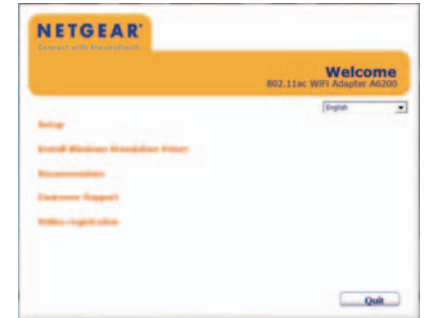 NETGEAR®
Connect with Innovation™
Welcome
802.11ac WiFi Adapter A6200
English
Setup
Install Windows Standalone Driver
Documentation
Customer Support
Online registration
Quit